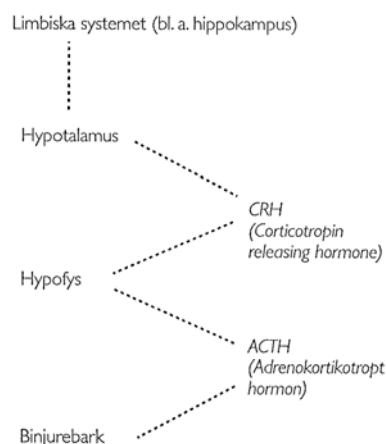 Limbiska systemet (bl. a. hippokampus)
Hypotalamus
CRH
(Corticotropin
releasing hormone)
Hypofys
ACTH
(Adrenokortikotropt
hormon)
Binjurebark